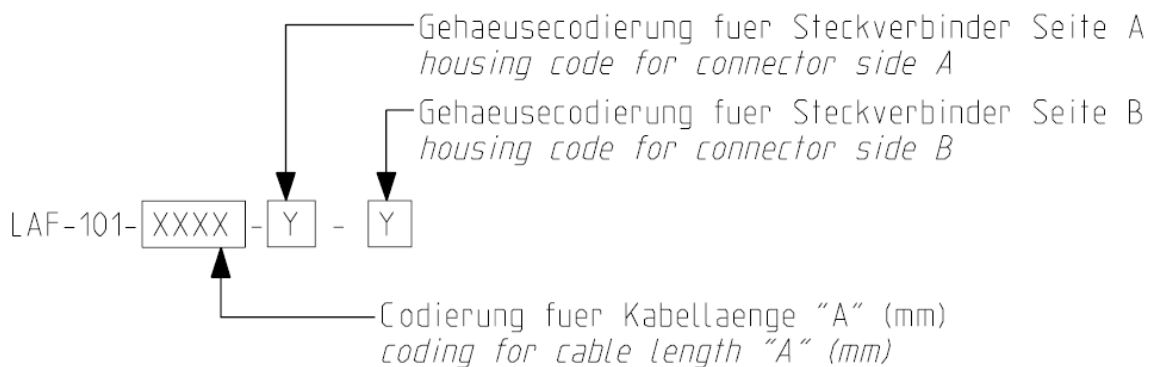 Gehaeusecodierung fuer Steckverbinder Seite A
housing code for connector side A
Gehaeusecodierung fuer Steckverbinder Seite B
housing code for connector side B
LAF-101-XXXX-Y - Y
Codierung fuer Kabellaenge "A" (mm)
coding for cable length "A" (mm)